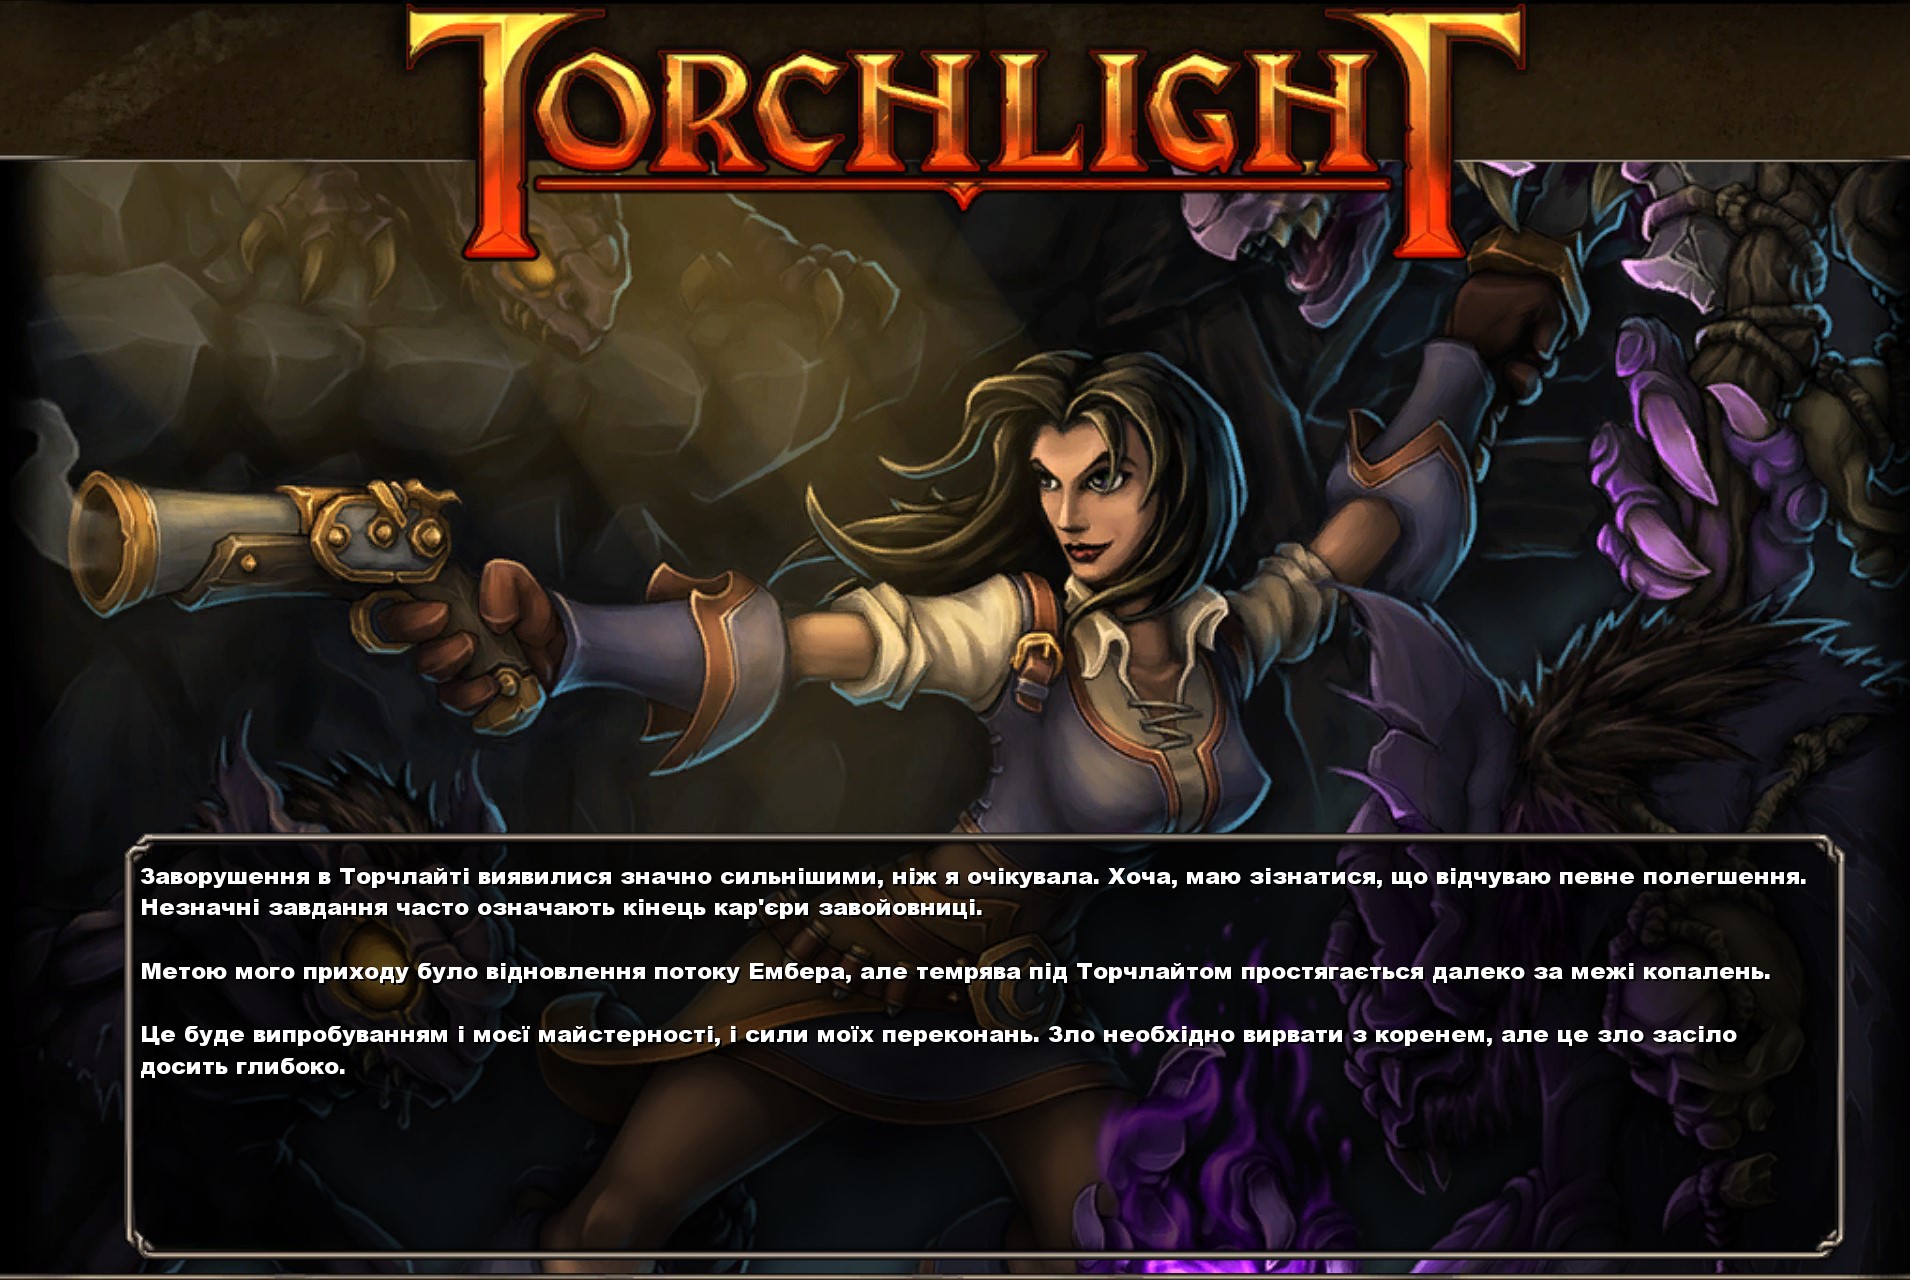 TORCHLIGHT
Заворушення в Торчлайті виявилися значно сильнішими, ніж я очікувала. Хоча, маю зізнатися, що відчуваю певне полегшення.
Незначні завдання часто означають кінець кар'єри завойовниці.
Метою мого приходу було відновлення потоку Ембера, але темрява під Торчлайтом простягається далеко за межі копалень.
Це буде випробуванням і моєї майстерності, і сили моїх переконань. Зло необхідно вирвати з коренем, але це зло засіло
досить глибоко.